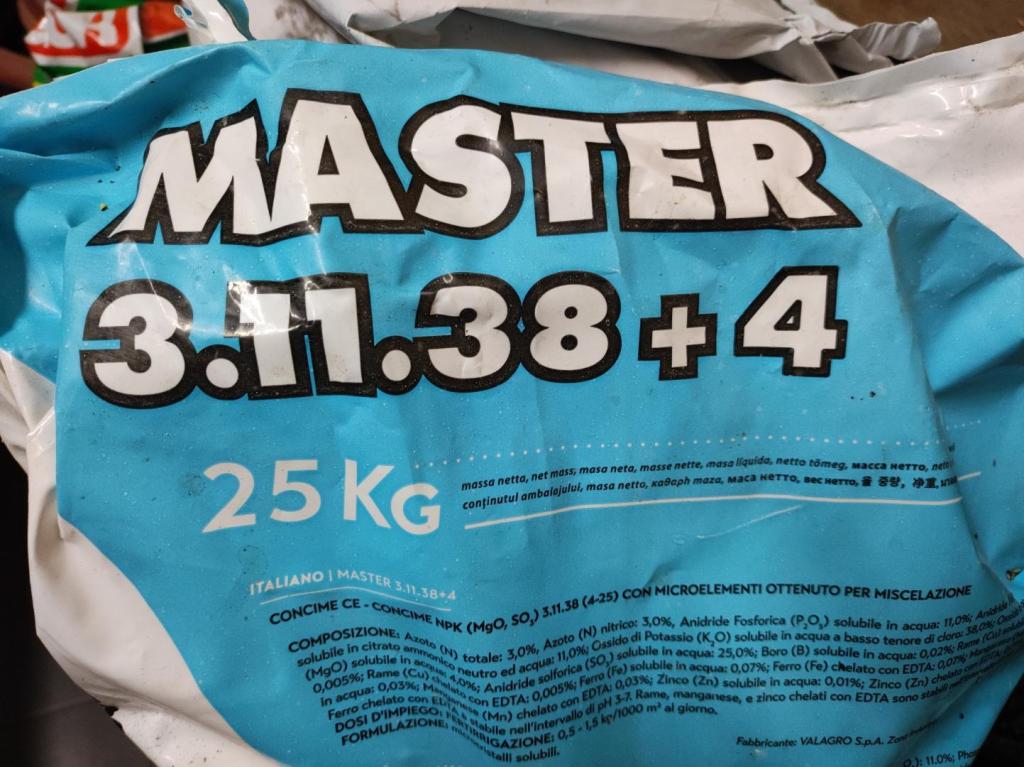 MASTER
3.11.38+4
25 KG
massa netta, net mass, masa neta, masse nette, masa líquida, netto tömeg, масса нетто,
conținutul ambalajului, masa netto, καθαρή maza, маса нетто, вес нетто, 율 중량, 净重,
ITALIANO | MASTER 3.11.38+4
CONCIME CE - CONCIME NPK (MgO, SO₃) 3.11.38 (4-25) CON MICROELEMENTI OTTENUTO PER MISCELAZIONE
COMPOSIZIONE: Azoto (N) totale: 3,0%, Azoto (N) nitrico: 3,0%, Anidride Fosforica (P₂O₅) solubile in acqua: 11,0%; Anidride
solubile in citrato ammonico neutro ed acqua: 11,0%; Ossido di Potassio (K₂O) solubile in acqua a basso tenore di cloro: 38,0%;
(MgO) solubile in acqua: 4,0%; Anidride solforica (SO₃) solubile in acqua: 25,0%; Boro (B) solubile in acqua: 0,02%; Rame (Cu)
0,005%; Rame (Cu) chelato con EDTA: 0,005%; Ferro (Fe) solubile in acqua: 0,07%; Ferro (Fe) chelato con EDTA: 0,07%;
in acqua: 0,03%; Manganese (Mn) chelato con EDTA: 0,03%; Zinco (Zn) solubile in acqua: 0,01%; Zinco (Zn) chelato con EDTA:
Ferro chelato con EDTA è stabile nell'intervallo di pH 3-7. Rame, manganese, e zinco chelati con EDTA sono stabili
DOSI D'IMPIEGO: FERTIRRIGAZIONE: 0,5 - 1,5 kg/1000 m² al giorno.
FORMULAZIONE: microcristalli solubili.
Fabbricante: VALAGRO S.p.A. Zona
11.0%;